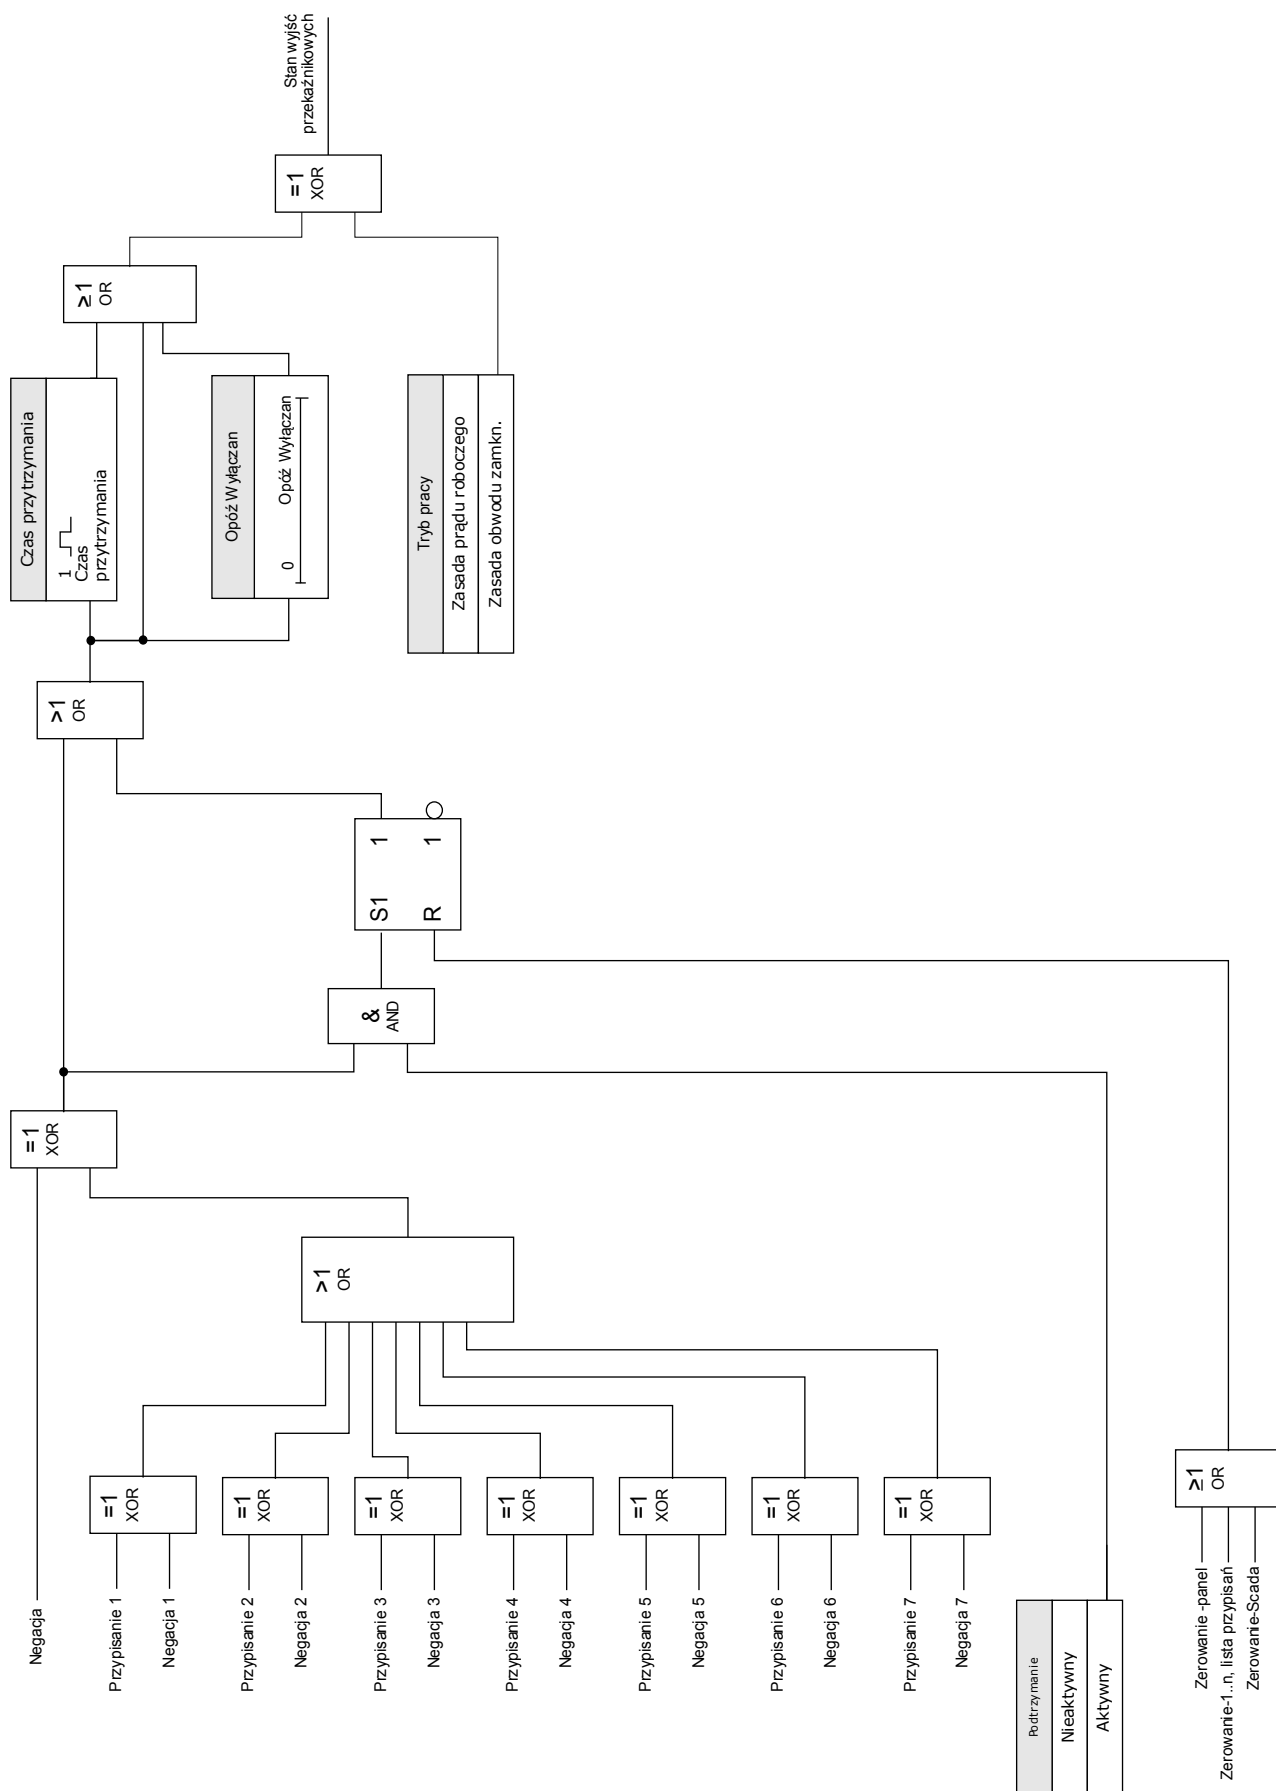 Negacja
Przypisanie 1
Negacja 1
Przypisanie 2
Negacja 2
Przypisanie 3
Negacja 3
Przypisanie 4
Negacja 4
Przypisanie 5
Negacja 5
Przypisanie 6
Negacja 6
Przypisanie 7
Negacja 7
Podtrzymanie
Nieaktywny
Aktywny
Zerowanie -panel
Zerowanie-1..n, lista przypisań
Zerowanie-Scada
=1
XOR
=1
XOR
=1
XOR
=1
XOR
=1
XOR
=1
XOR
=1
XOR
≥1
OR
>1
OR
=1
XOR
&
AND
S1
1
R
1
>1
OR
Czas przytrzymania
1
Czas
przytrzymania
Opóź Wyłączan
0
Opóź Wyłączan
Tryb pracy
Zasada prądu roboczego
Zasada obwodu zamkn.
≥1
OR
=1
XOR
Stan wyjść
przekaźnikowych